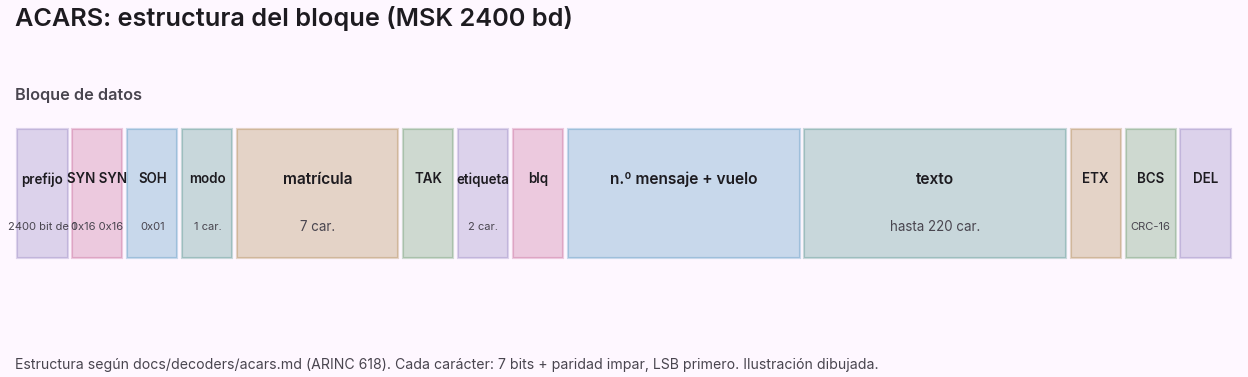 ACARS: estructura del bloque (MSK 2400 bd)
Bloque de datos
prefijo SYN SYN SOH modo matrícula TAK etiqueta blq n.º mensaje + vuelo texto ETX BCS DEL
2400 bit de 1 0x16 0x16 0x01 1 car. 7 car. 2 car. hasta 220 car. CRC-16
Estructura según docs/decoders/acars.md (ARINC 618). Cada carácter: 7 bits + paridad impar, LSB primero. Ilustración dibujada.